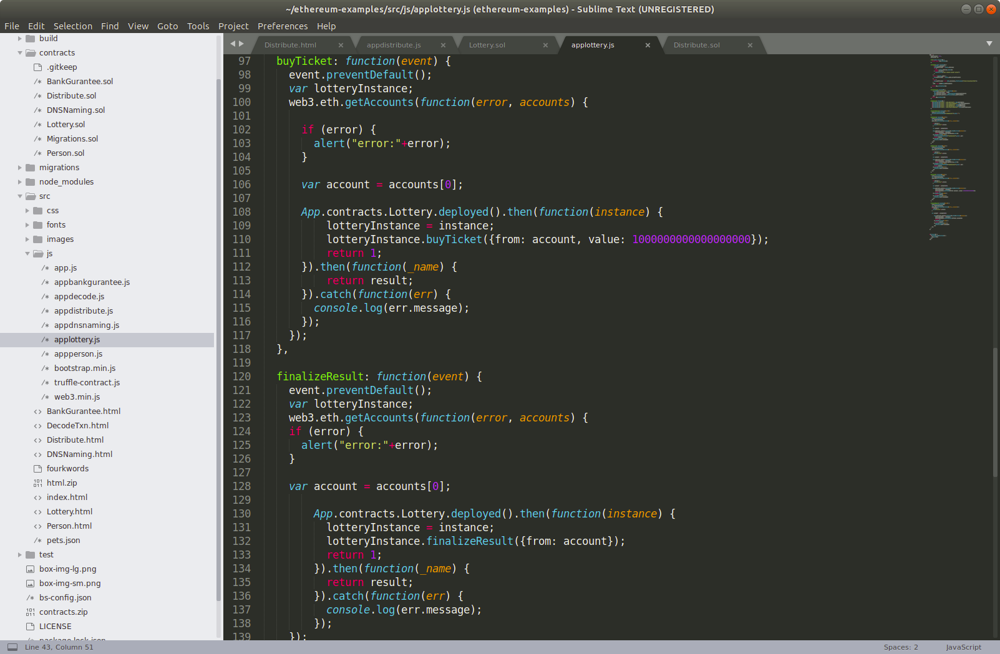 ~/ethereum-examples/src/js/applottery.js (ethereum-examples) - Sublime Text (UNREGISTERED)
File Edit Selection Find View Goto Tools Project Preferences Help
build
contracts
.gitkeep
/* BankGurantee.sol
/* Distribute.sol
/* DNSNaming.sol
/* Lottery.sol
/* Migrations.sol
/* Person.sol
migrations
node_modules
src
css
fonts
images
js
/* app.js
/* appbankgurantee.js
/* appdecode.js
/* appdistribute.js
/* appdnsnaming.js
/* applottery.js
/* appperson.js
/* bootstrap.min.js
/* truffle-contract.js
/* web3.min.js
<> BankGurantee.html
<> DecodeTxn.html
<> Distribute.html
<> DNSNaming.html
fourkwords
html.zip
<> index.html
<> Lottery.html
<> Person.html
/* pets.json
test
box-img-lg.png
box-img-sm.png
/* bs-config.json
contracts.zip
LICENSE
/* package-lock.json
Distribute.html × appdistribute.js × Lottery.sol × applottery.js × Distribute.sol ×
97 buyTicket: function(event) {
98 event.preventDefault();
99 var lotteryInstance;
100 web3.eth.getAccounts(function(error, accounts) {
101
102 if (error) {
103 alert("error:"+error);
104 }
105
106 var account = accounts[0];
107
108 App.contracts.Lottery.deployed().then(function(instance) {
109 lotteryInstance = instance;
110 lotteryInstance.buyTicket({from: account, value: 1000000000000000000});
111 return 1;
112 }).then(function(_name) {
113 return result;
114 }).catch(function(err) {
115 console.log(err.message);
116 });
117 });
118 },
119
120 finalizeResult: function(event) {
121 event.preventDefault();
122 var lotteryInstance;
123 web3.eth.getAccounts(function(error, accounts) {
124 if (error) {
125 alert("error:"+error);
126 }
127
128 var account = accounts[0];
129
130 App.contracts.Lottery.deployed().then(function(instance) {
131 lotteryInstance = instance;
132 lotteryInstance.finalizeResult({from: account});
133 return 1;
134 }).then(function(_name) {
135 return result;
136 }).catch(function(err) {
137 console.log(err.message);
138 });
139 });
Line 43, Column 51 Spaces: 2 JavaScript